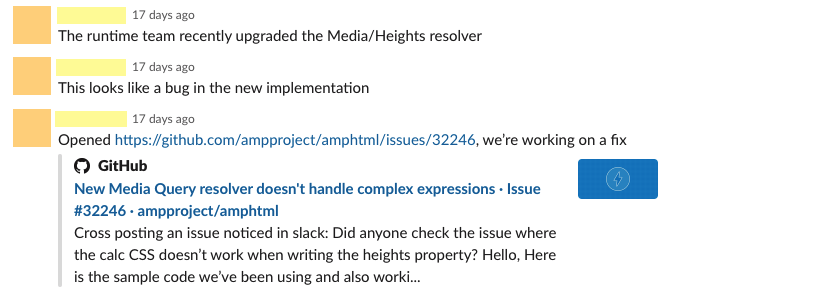 17 days ago
The runtime team recently upgraded the Media/Heights resolver
17 days ago
This looks like a bug in the new implementation
17 days ago
Opened https://github.com/ampproject/amphtml/issues/32246, we're working on a fix
GitHub
New Media Query resolver doesn't handle complex expressions · Issue
#32246 · ampproject/amphtml
Cross posting an issue noticed in slack: Did anyone check the issue where
the calc CSS doesn't work when writing the heights property? Hello, Here
is the sample code we've been using and also worki...